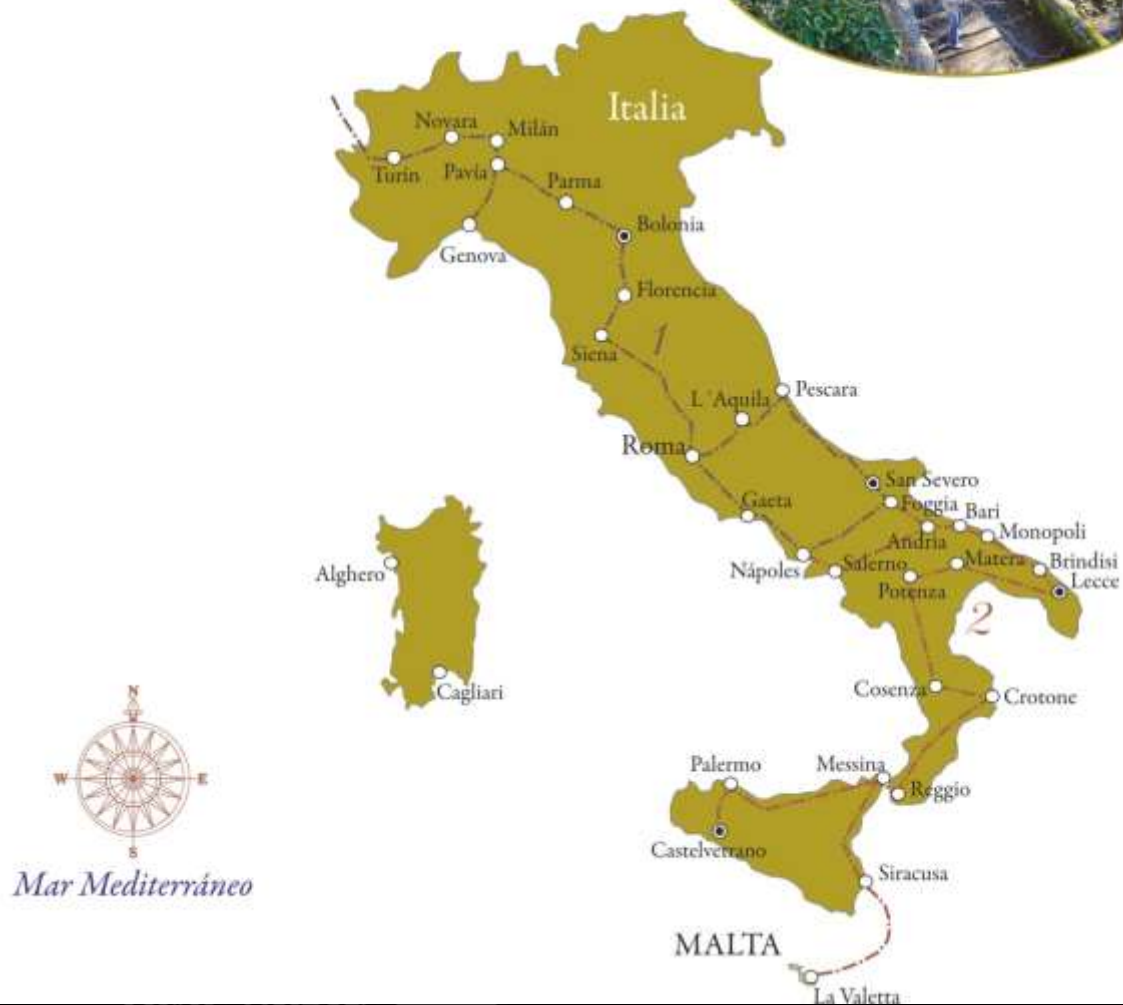 Italia
Novara
Milán
Turín
Pavía
Parma
Bolonia
Genova
Florencia
1
Siena
Pescara
L 'Aquila
Roma
San Severo
Gaeta
Foggia
Bari
Andria
Monopoli
Nápoles
Salerno
Matera
Brindisi
Alghero
Potenza
Lecce
2
Cagliari
Cosenza
Crotone
N
W
E
S
Palermo
Messina
Reggio
Castelvetrano
Siracusa
Mar Mediterráneo
MALTA
La Valetta